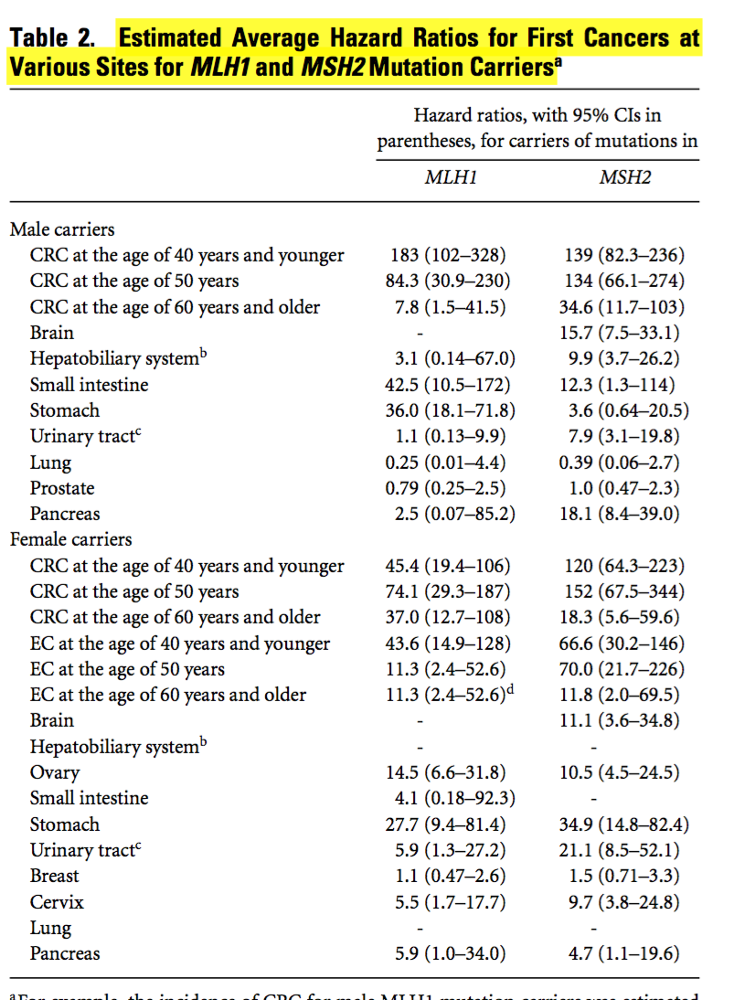 Table 2. Estimated Average Hazard Ratios for First Cancers at
Various Sites for MLH1 and MSH2 Mutation Carriersᵃ
Hazard ratios, with 95% CIs in
parentheses, for carriers of mutations in
MLH1 MSH2
Male carriers
CRC at the age of 40 years and younger 183 (102–328) 139 (82.3–236)
CRC at the age of 50 years 84.3 (30.9–230) 134 (66.1–274)
CRC at the age of 60 years and older 7.8 (1.5–41.5) 34.6 (11.7–103)
Brain - 15.7 (7.5–33.1)
Hepatobiliary systemᵇ 3.1 (0.14–67.0) 9.9 (3.7–26.2)
Small intestine 42.5 (10.5–172) 12.3 (1.3–114)
Stomach 36.0 (18.1–71.8) 3.6 (0.64–20.5)
Urinary tractᶜ 1.1 (0.13–9.9) 7.9 (3.1–19.8)
Lung 0.25 (0.01–4.4) 0.39 (0.06–2.7)
Prostate 0.79 (0.25–2.5) 1.0 (0.47–2.3)
Pancreas 2.5 (0.07–85.2) 18.1 (8.4–39.0)
Female carriers
CRC at the age of 40 years and younger 45.4 (19.4–106) 120 (64.3–223)
CRC at the age of 50 years 74.1 (29.3–187) 152 (67.5–344)
CRC at the age of 60 years and older 37.0 (12.7–108) 18.3 (5.6–59.6)
EC at the age of 40 years and younger 43.6 (14.9–128) 66.6 (30.2–146)
EC at the age of 50 years 11.3 (2.4–52.6) 70.0 (21.7–226)
EC at the age of 60 years and older 11.3 (2.4–52.6)ᵈ 11.8 (2.0–69.5)
Brain - 11.1 (3.6–34.8)
Hepatobiliary systemᵇ - -
Ovary 14.5 (6.6–31.8) 10.5 (4.5–24.5)
Small intestine 4.1 (0.18–92.3) -
Stomach 27.7 (9.4–81.4) 34.9 (14.8–82.4)
Urinary tractᶜ 5.9 (1.3–27.2) 21.1 (8.5–52.1)
Breast 1.1 (0.47–2.6) 1.5 (0.71–3.3)
Cervix 5.5 (1.7–17.7) 9.7 (3.8–24.8)
Lung - -
Pancreas 5.9 (1.0–34.0) 4.7 (1.1–19.6)
ᵃFor example, the incidence of CRC for male MLH1 mutation carriers was estimated